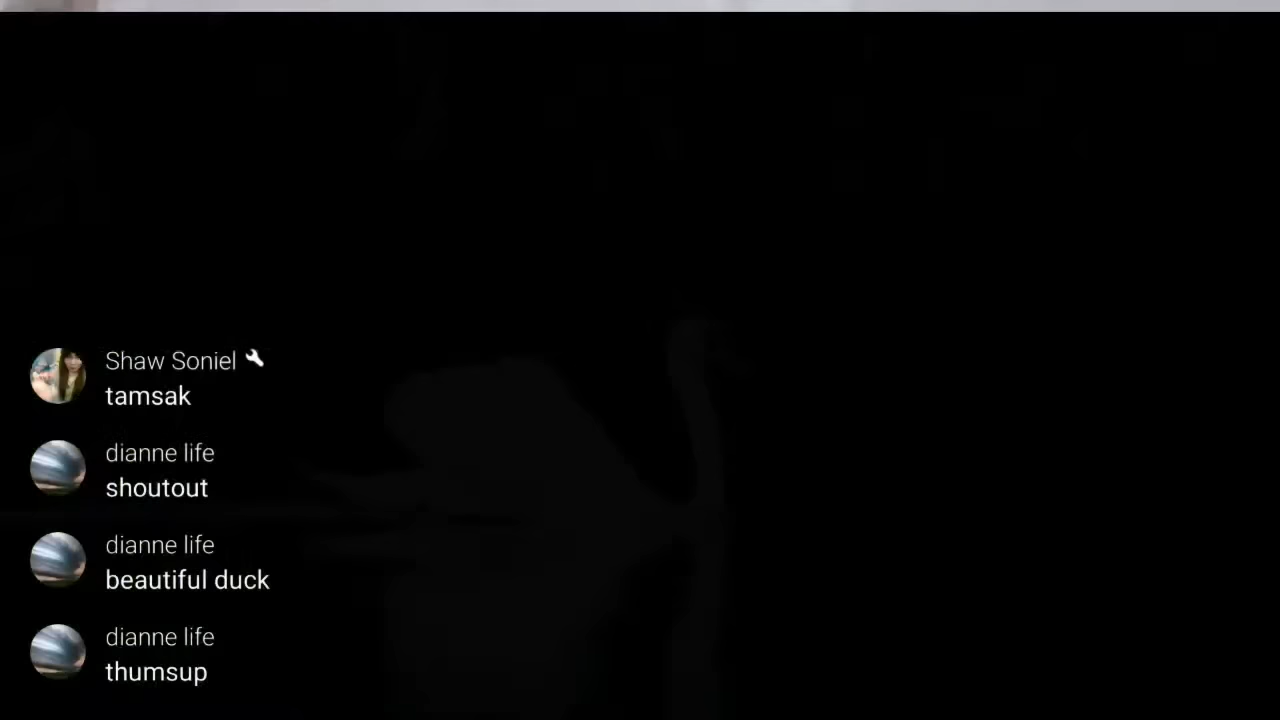 Shaw Soniel
tamsak
dianne life
shoutout
dianne life
beautiful duck
dianne life
thumsup